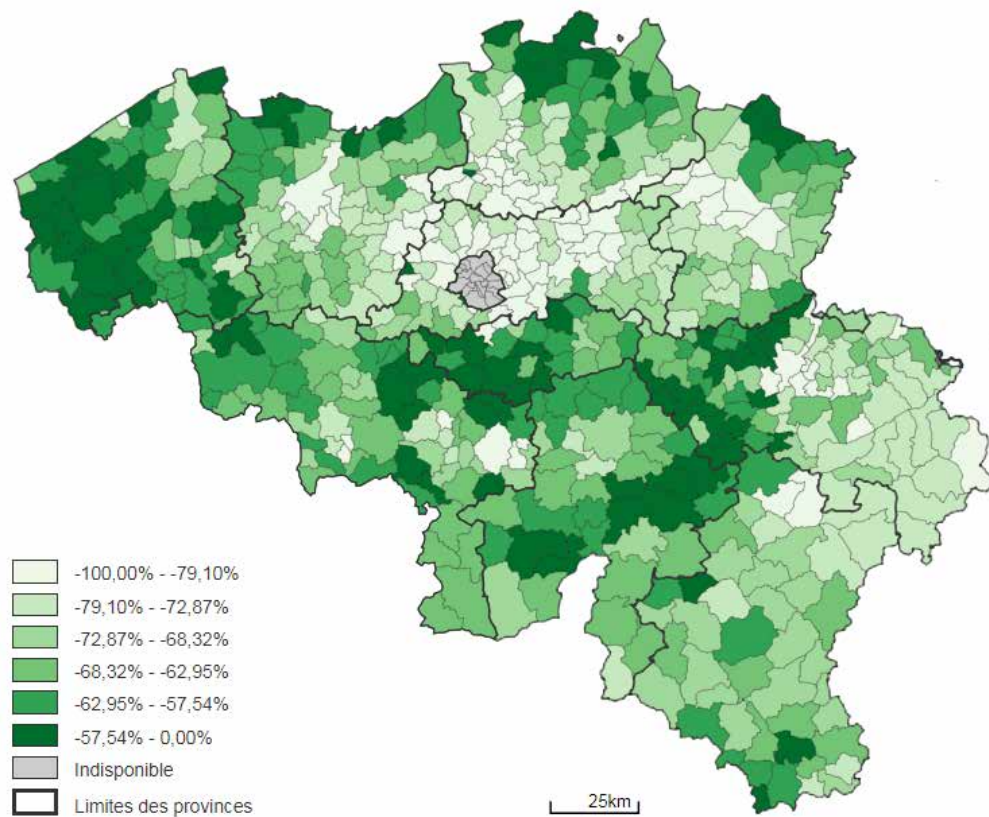 -100,00% - -79,10%
-79,10% - -72,87%
-72,87% - -68,32%
-68,32% - -62,95%
-62,95% - -57,54%
-57,54% - 0,00%
Indisponible
Limites des provinces
25km